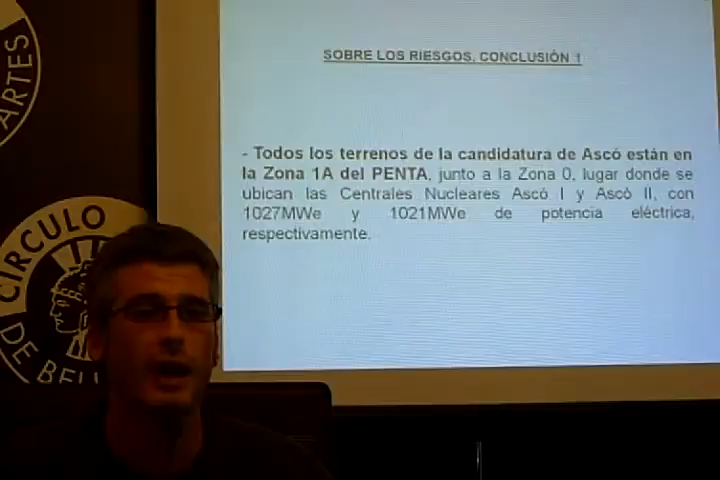 ARTES
CIRCULO
DE
BELL
SOBRE LOS RIESGOS. CONCLUSIÓN 1
- Todos los terrenos de la candidatura de Ascó están en
la Zona 1A del PENTA, junto a la Zona 0, lugar donde se
ubican las Centrales Nucleares Ascó I y Ascó II, con
1027MWe y 1021MWe de potencia eléctrica,
respectivamente.